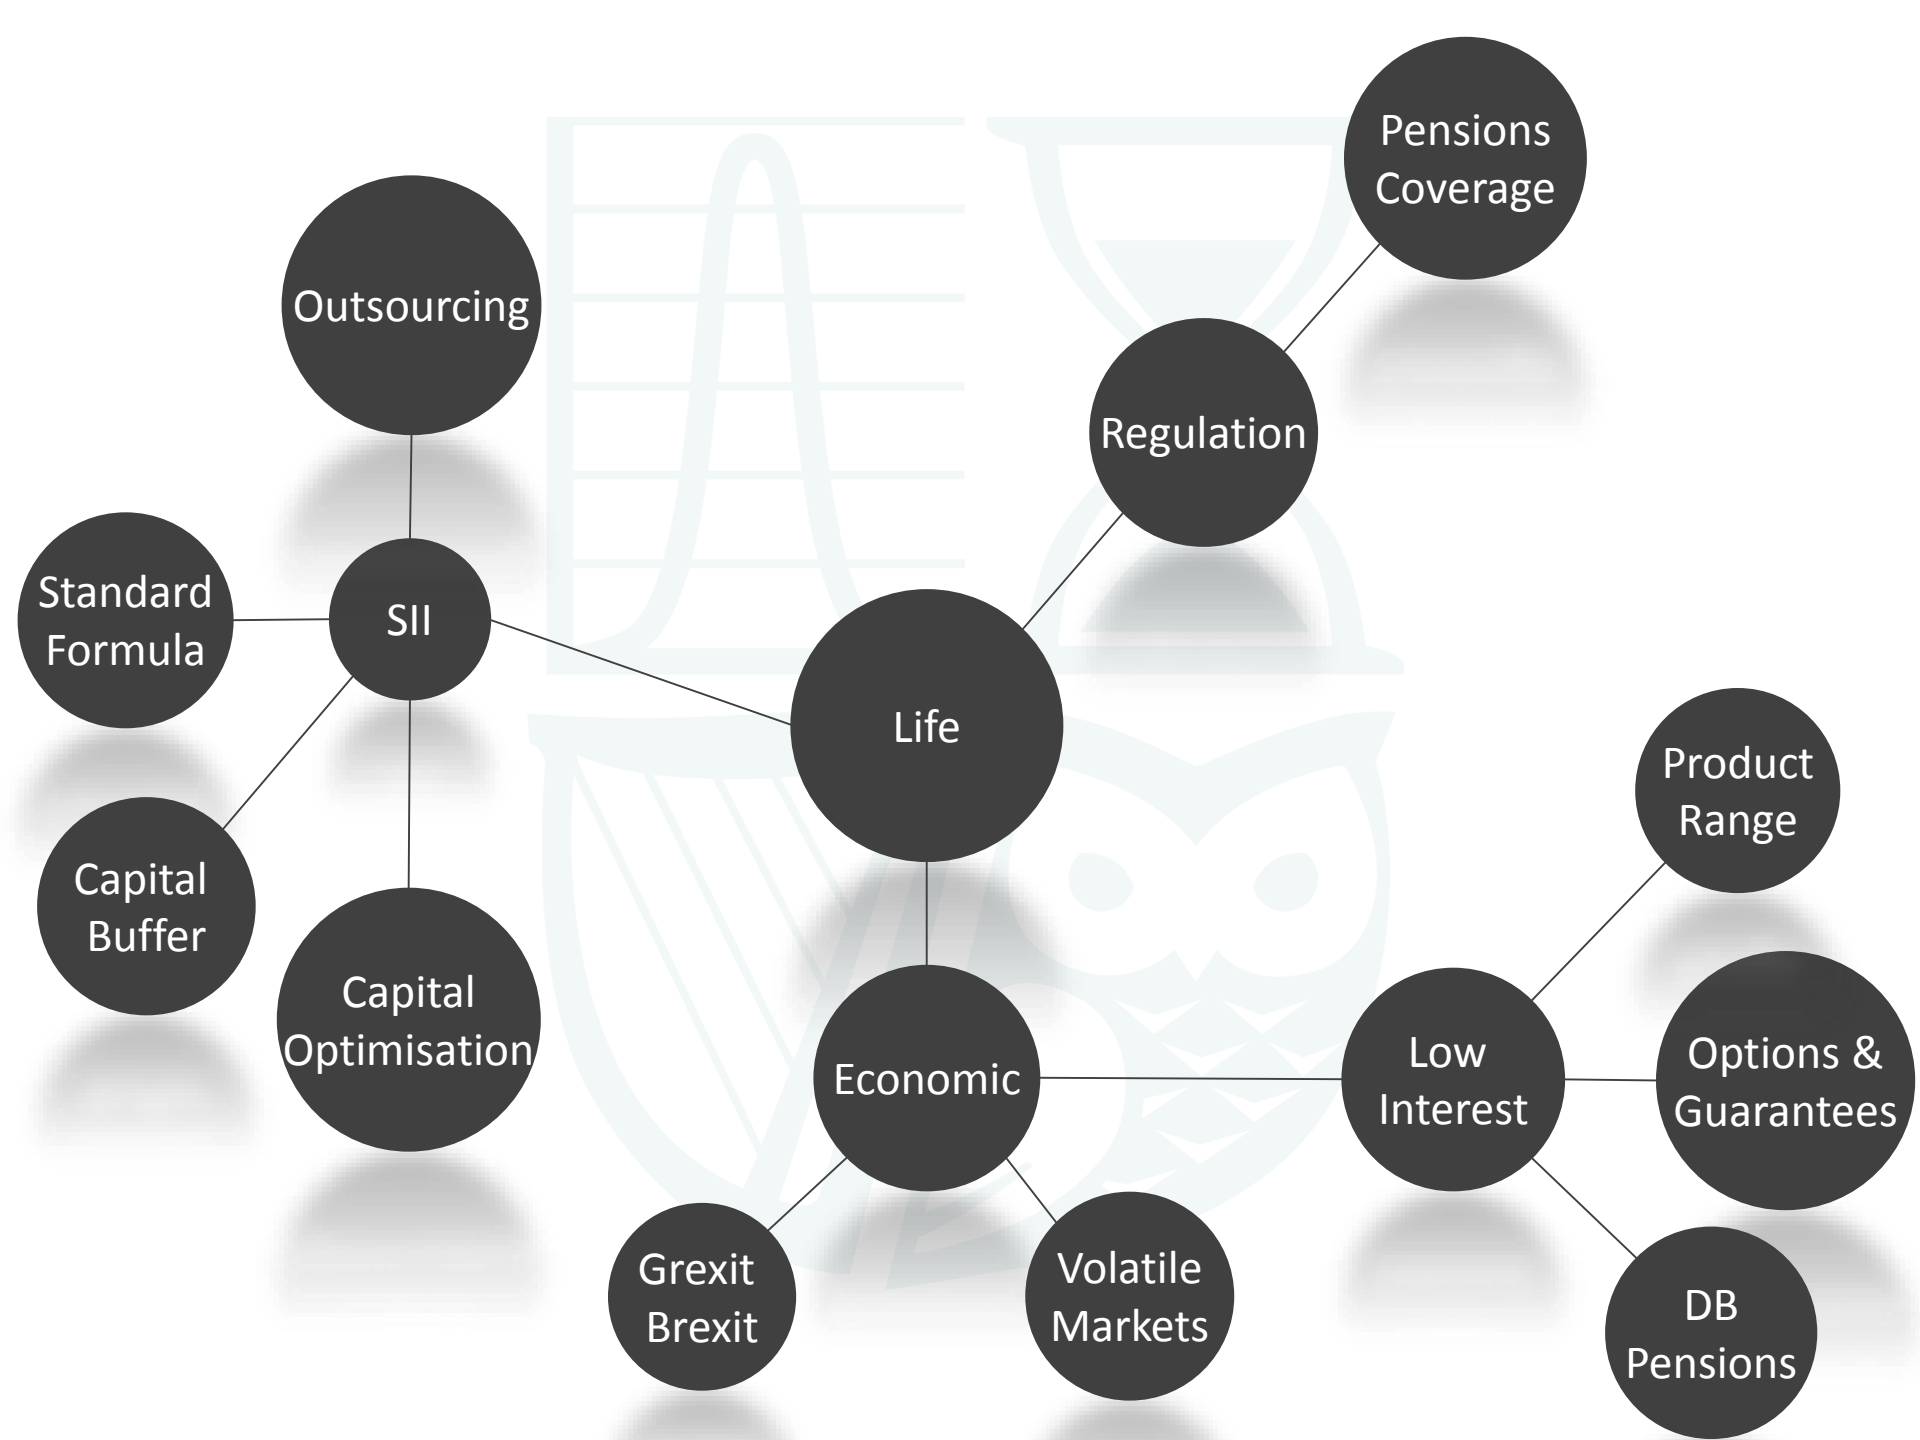 Pensions
Coverage
Outsourcing
Regulation
Standard
Formula
SII
Life
Product
Range
Capital
Buffer
Capital
Optimisation
Economic
Low
Interest
Options &
Guarantees
Grexit
Brexit
Volatile
Markets
DB
Pensions